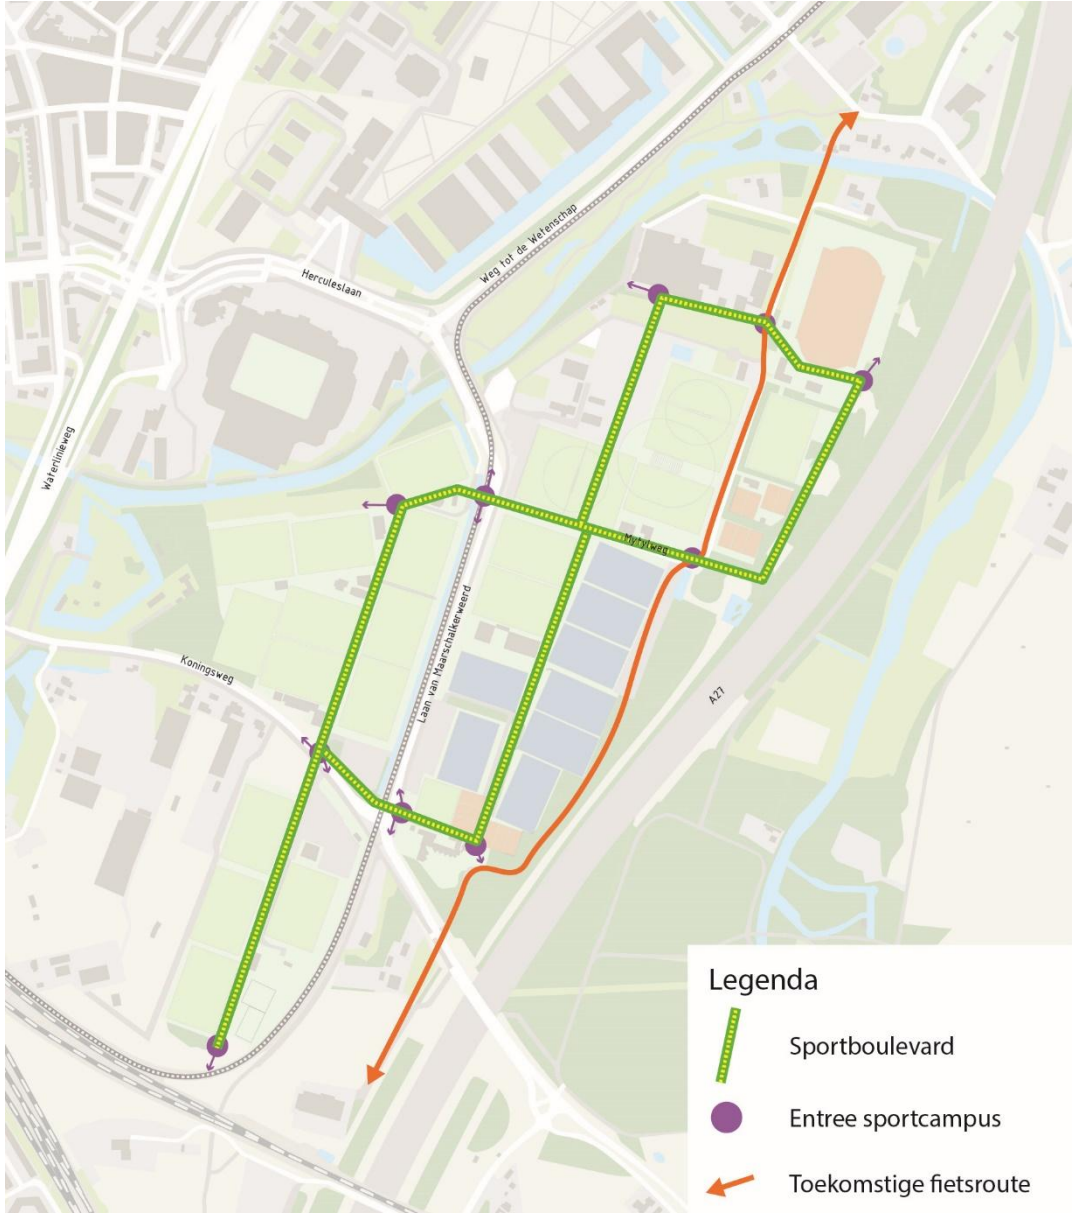 Weg tot de Wetenschap
Herculeslaan
Waterlinieweg
Mytylweg
Laan van Maarschalkerweerd
Koningsweg
A27
Legenda
Sportboulevard
Entree sportcampus
Toekomstige fietsroute